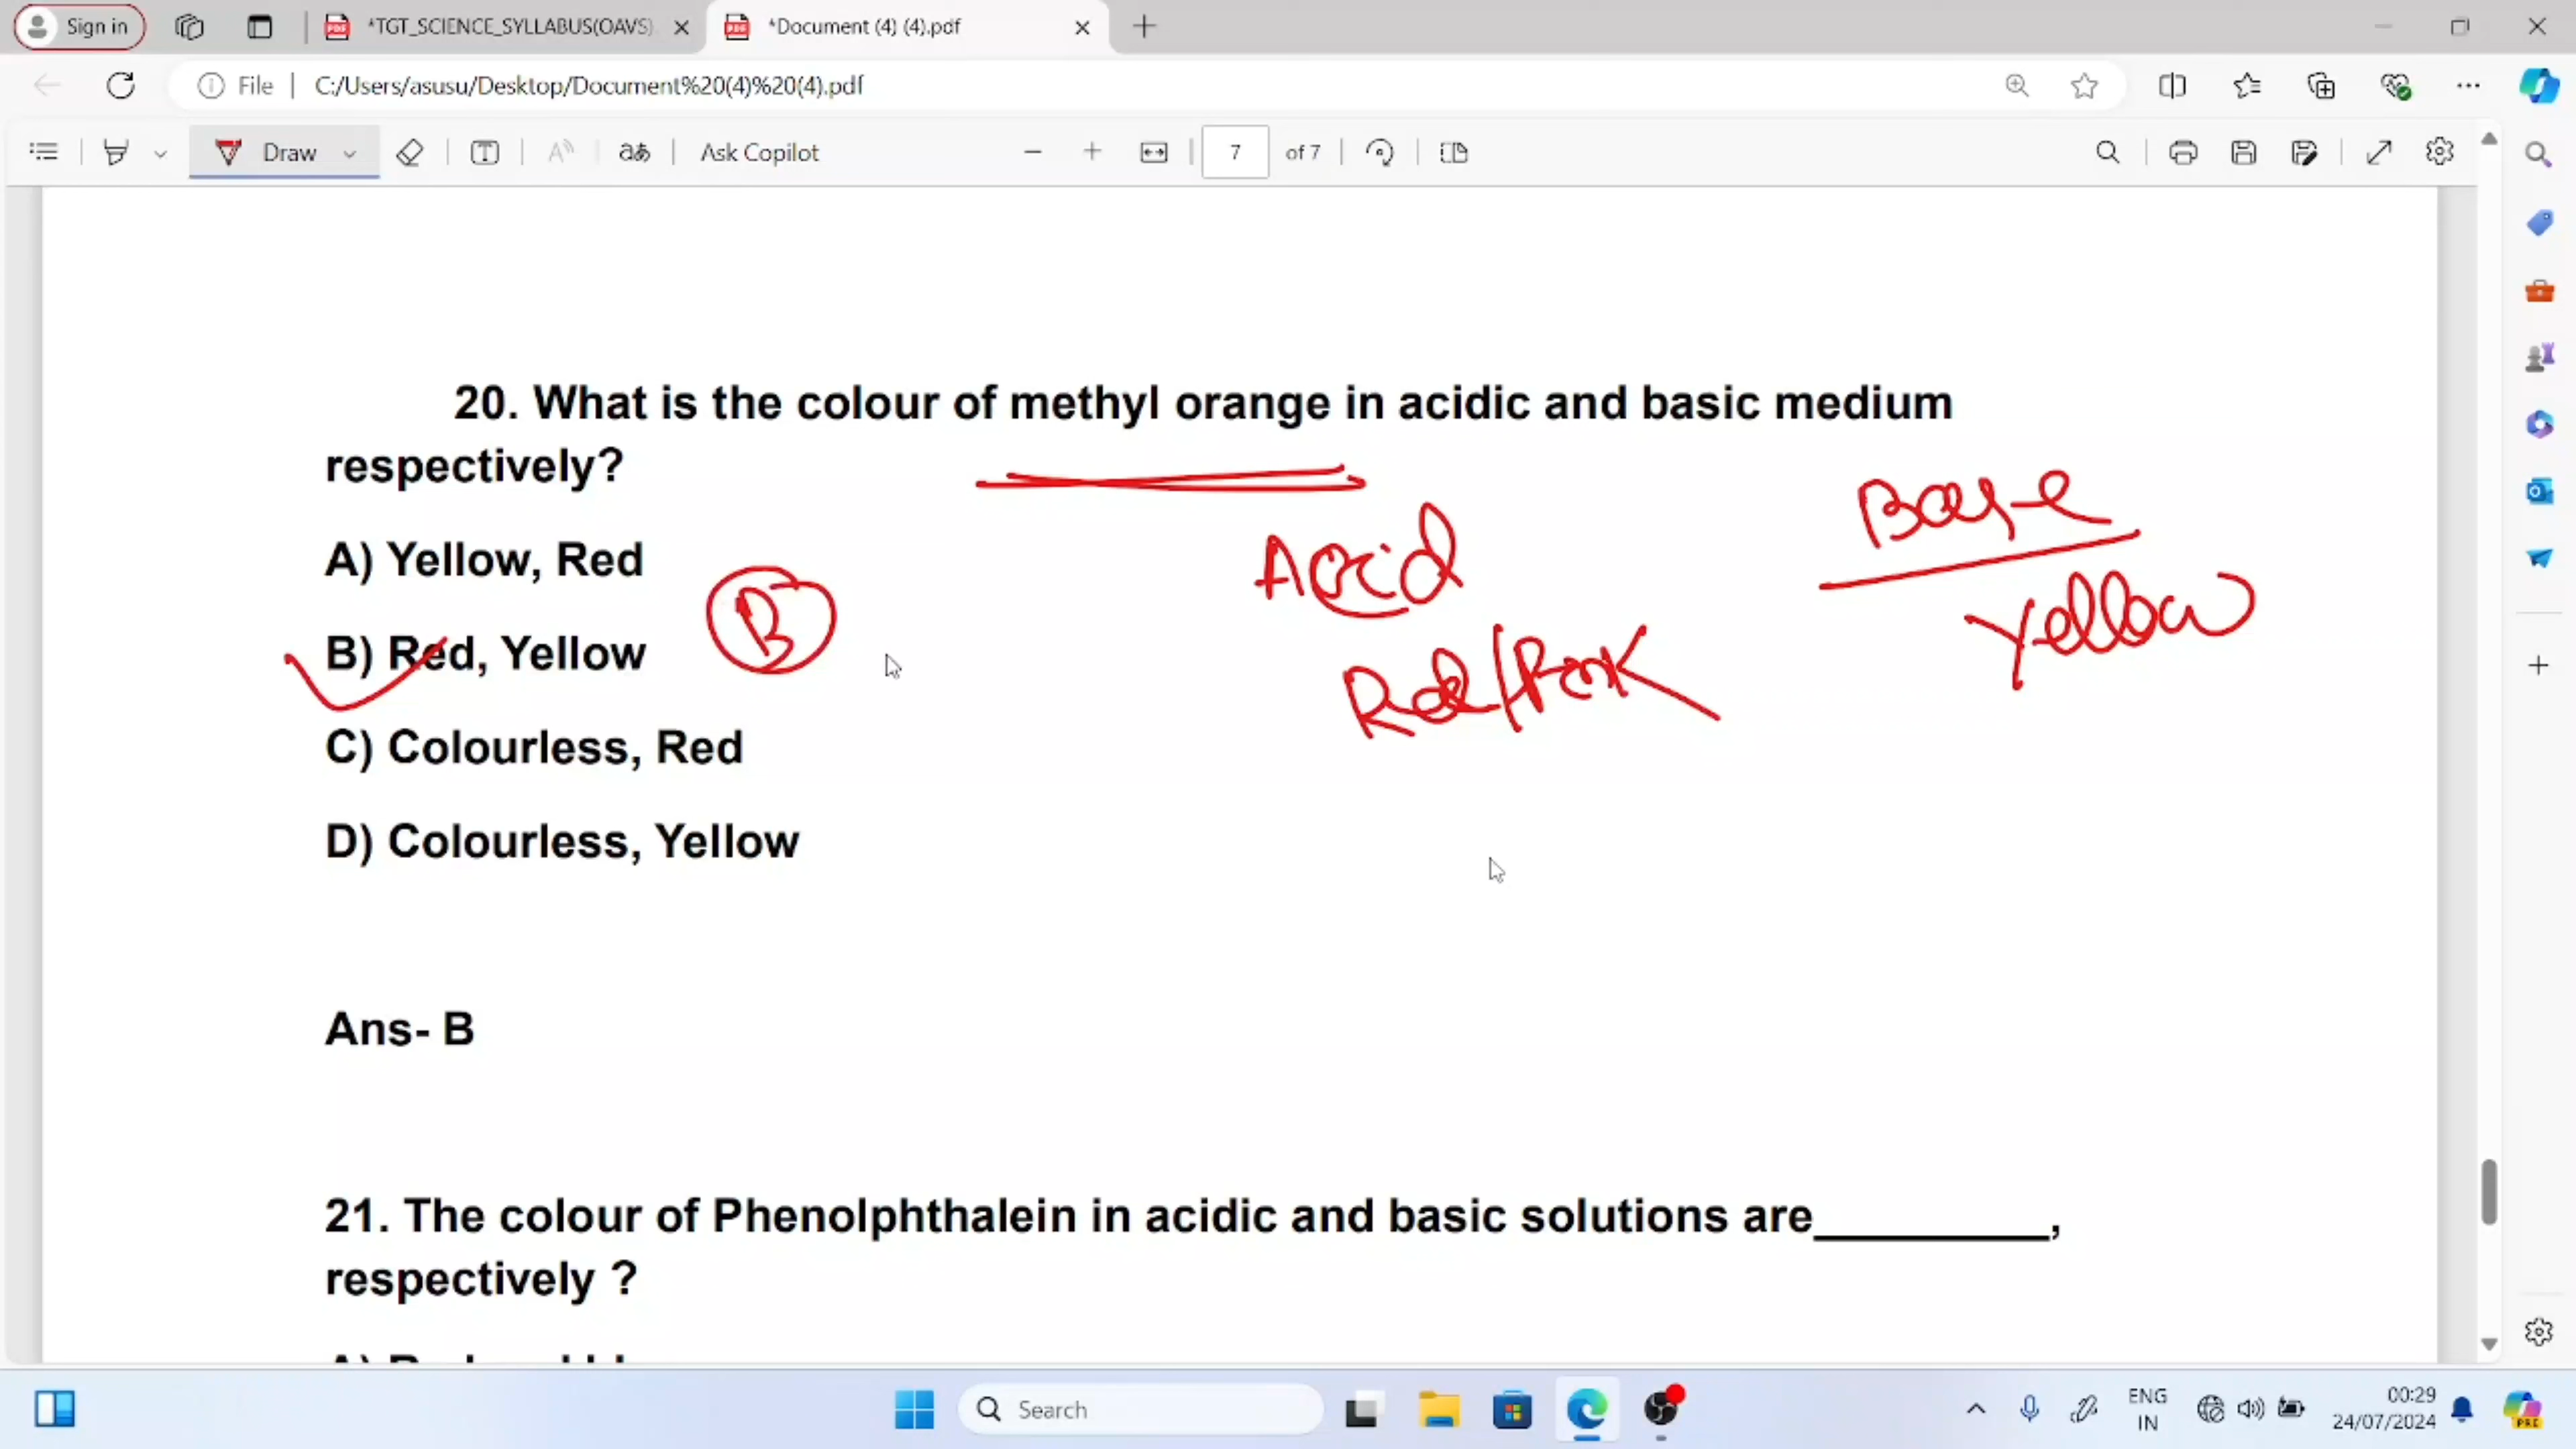 Sign in
*TGT_SCIENCE_SYLLABUS(OAVS)
*Document (4) (4).pdf
File
C:/Users/asusu/Desktop/Document%20(4)%20(4).pdf
Draw
Ask Copilot
7
of 7
20. What is the colour of methyl orange in acidic and basic medium
respectively?
A) Yellow, Red
B) Red, Yellow
C) Colourless, Red
D) Colourless, Yellow
B
Acid
Red/Pink
Base
Yellow
Ans- B
21. The colour of Phenolphthalein in acidic and basic solutions are_________,
respectively ?
Search
ENG
IN
00:29
24/07/2024
PRE